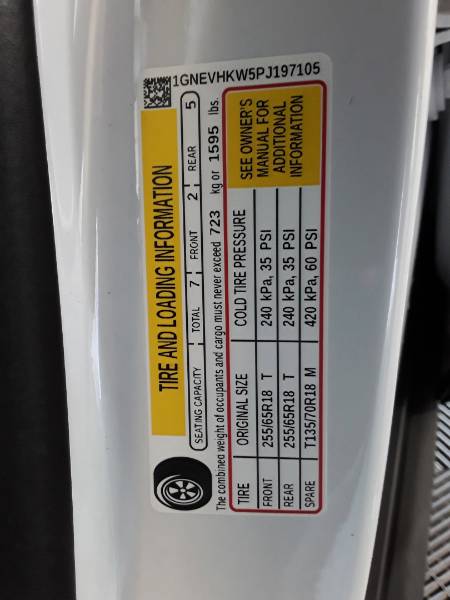 1GNEVHKW5PJ197105
TIRE AND LOADING INFORMATION
SEATING CAPACITY TOTAL 7 FRONT 2 REAR 5
The combined weight of occupants and cargo must never exceed 723 kg or 1595 lbs.
TIRE ORIGINAL SIZE COLD TIRE PRESSURE
FRONT 255/65R18 T 240 kPa, 35 PSI
REAR 255/65R18 T 240 kPa, 35 PSI
SPARE T135/70R18 M 420 kPa, 60 PSI
SEE OWNER'S
MANUAL FOR
ADDITIONAL
INFORMATION